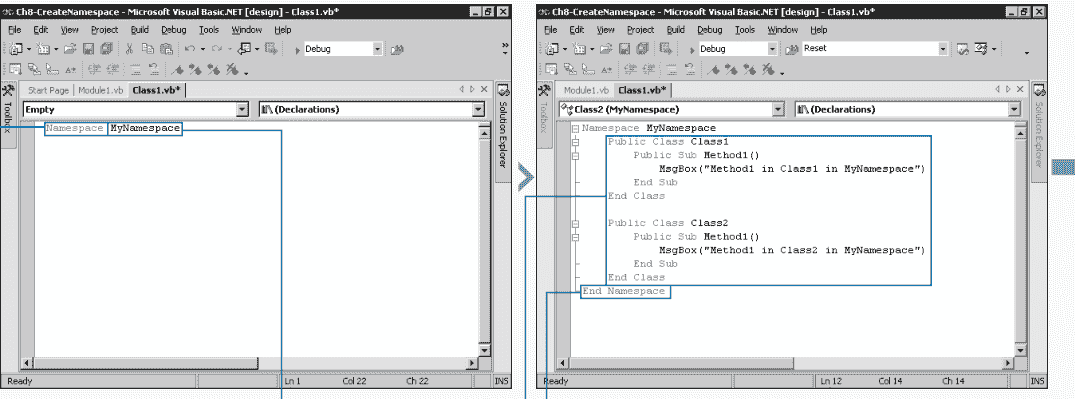 Ch8-CreateNamespace - Microsoft Visual Basic.NET [design] - Class1.vb*
File Edit View Project Build Debug Tools Window Help
Debug
Start Page Module1.vb Class1.vb*
Empty (Declarations)
Namespace MyNamespace
Toolbox
Solution Explorer
Ready Ln 1 Col 22 Ch 22 INS
Ch8-CreateNamespace - Microsoft Visual Basic.NET [design] - Class1.vb*
File Edit View Project Build Debug Tools Window Help
Debug Reset
Module1.vb Class1.vb*
Class2 (MyNamespace) (Declarations)
Namespace MyNamespace
Public Class Class1
Public Sub Method1()
MsgBox("Method1 in Class1 in MyNamespace")
End Sub
End Class
Public Class Class2
Public Sub Method1()
MsgBox("Method1 in Class2 in MyNamespace")
End Sub
End Class
End Namespace
Toolbox
Solution Explorer
Ready Ln 12 Col 14 Ch 14 INS